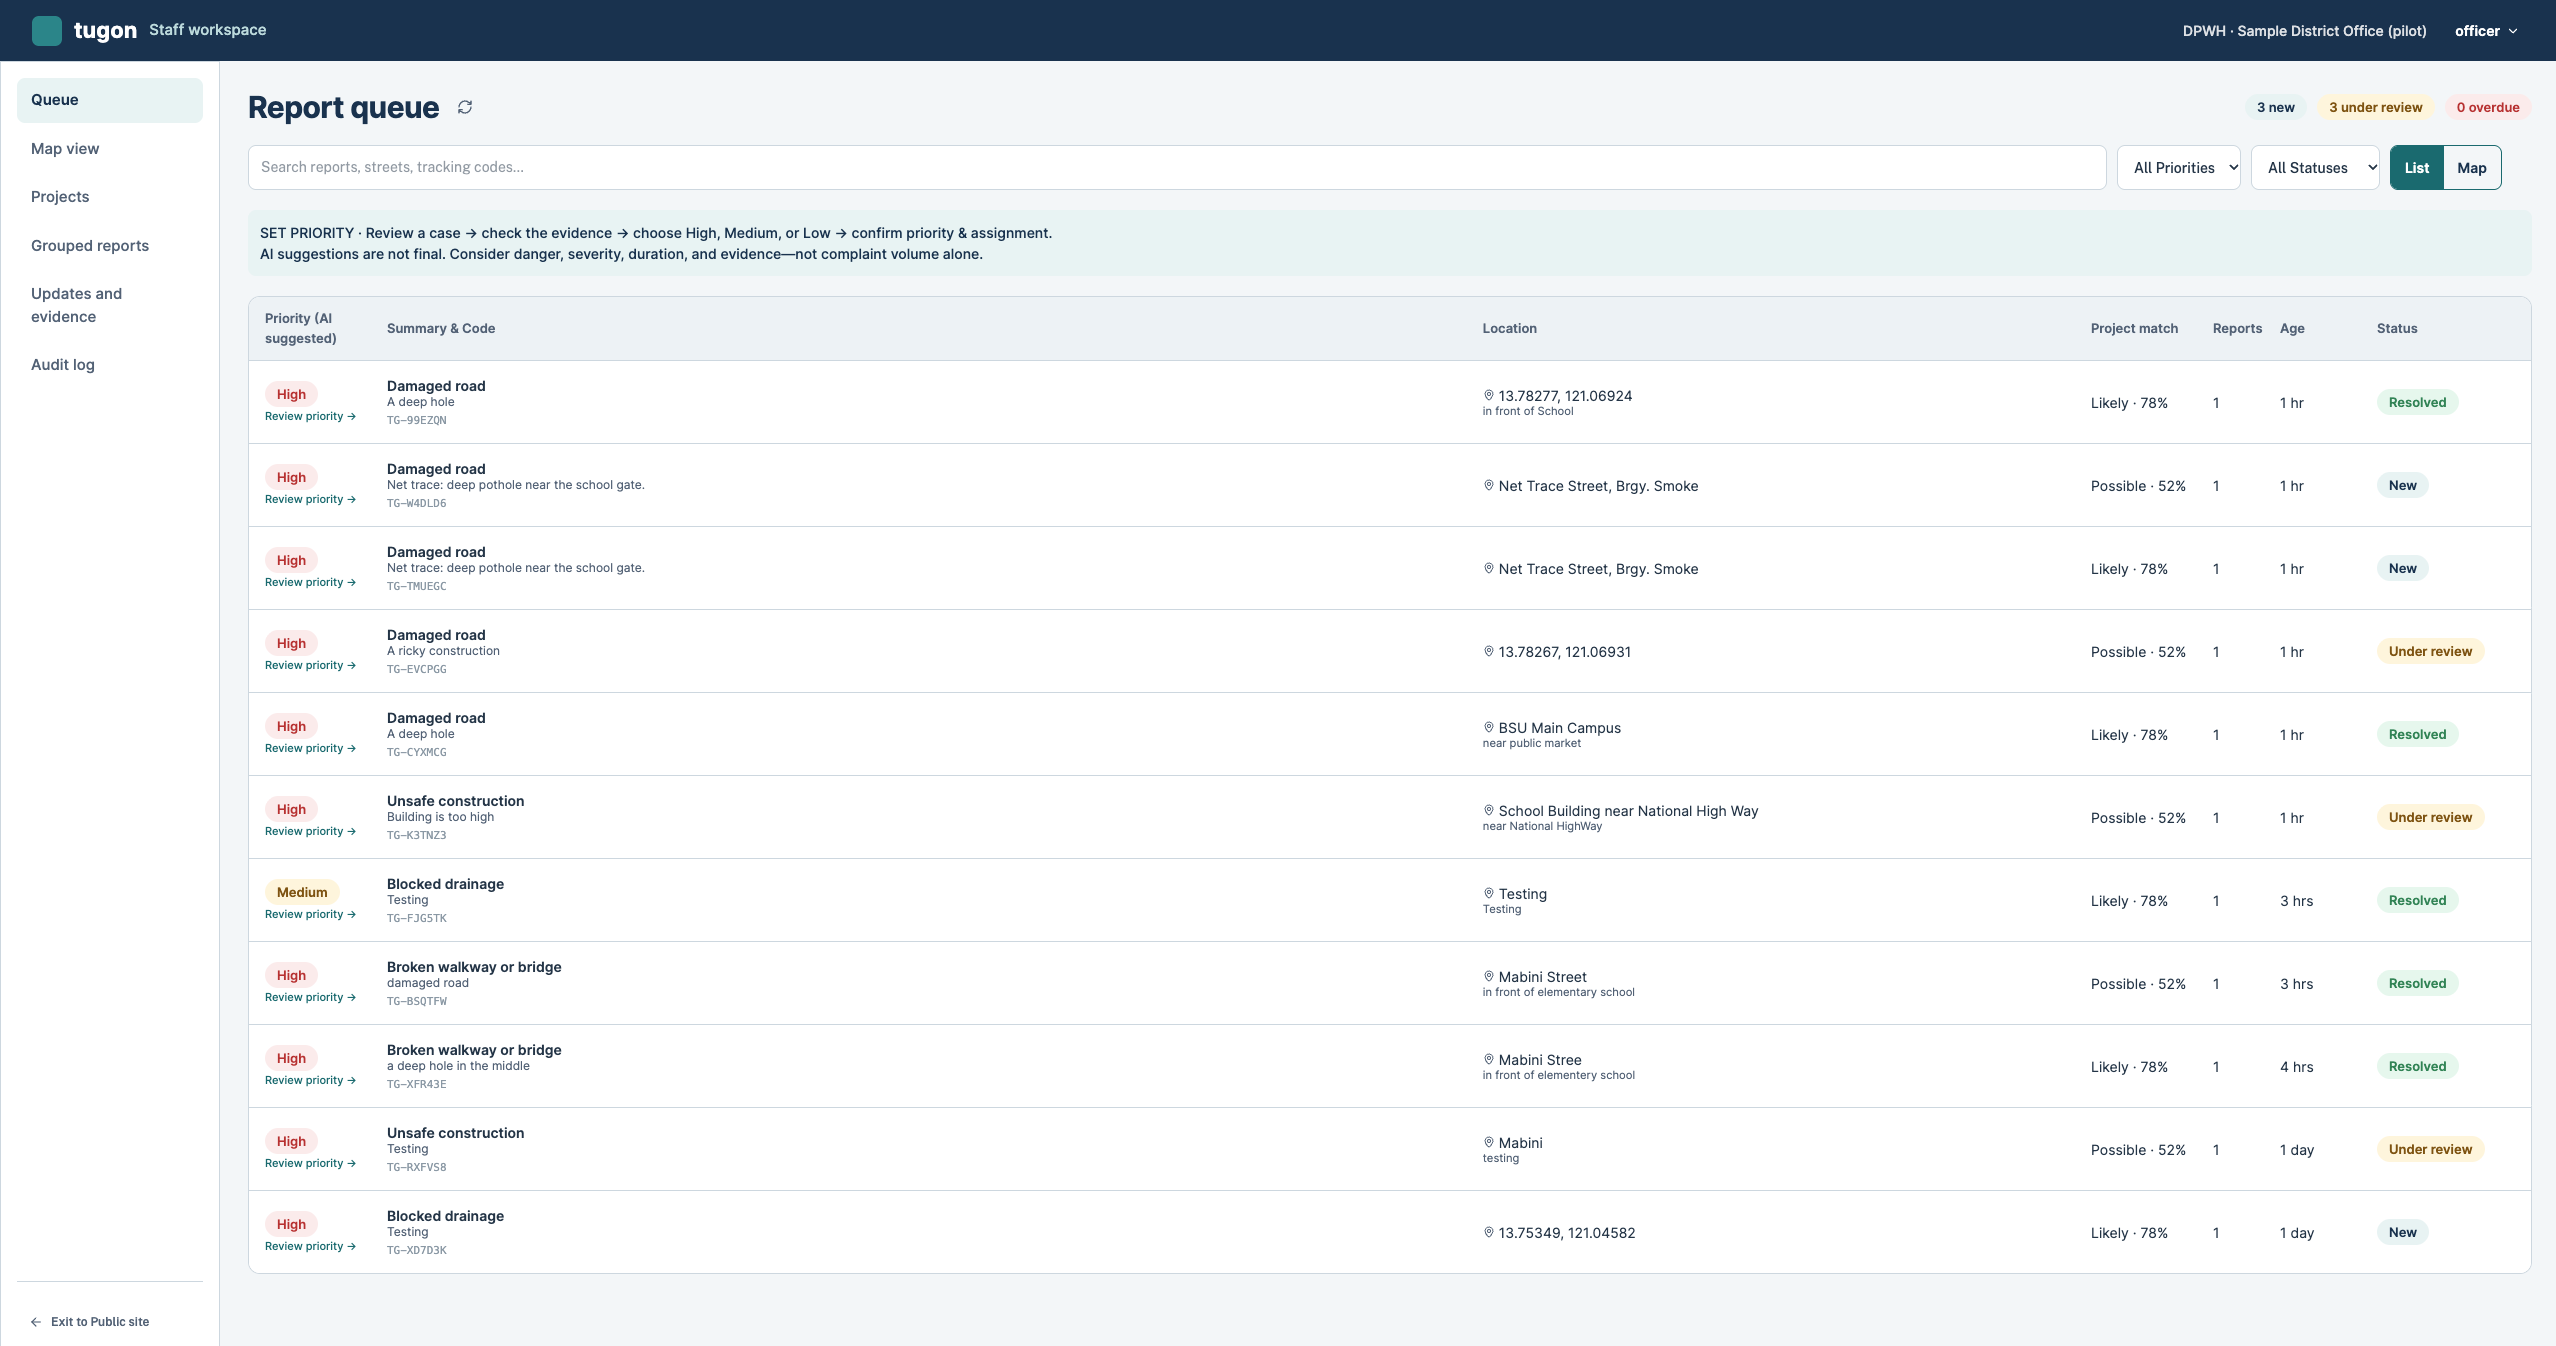 tugon Staff workspace
DPWH · Sample District Office (pilot) officer
Queue
Map view
Projects
Grouped reports
Updates and
evidence
Audit log
← Exit to Public site
Report queue
3 new 3 under review 0 overdue
Search reports, streets, tracking codes...
All Priorities All Statuses List Map
SET PRIORITY · Review a case → check the evidence → choose High, Medium, or Low → confirm priority & assignment.
AI suggestions are not final. Consider danger, severity, duration, and evidence—not complaint volume alone.
Priority (AI
suggested) Summary & Code Location Project match Reports Age Status
High
Review priority →
Damaged road
A deep hole
TG-99EZQN
13.78277, 121.06924
in front of School
Likely · 78% 1 1 hr Resolved
High
Review priority →
Damaged road
Net trace: deep pothole near the school gate.
TG-W4DLD6
Net Trace Street, Brgy. Smoke
Possible · 52% 1 1 hr New
High
Review priority →
Damaged road
Net trace: deep pothole near the school gate.
TG-TMUEGC
Net Trace Street, Brgy. Smoke
Likely · 78% 1 1 hr New
High
Review priority →
Damaged road
A ricky construction
TG-EVCPGG
13.78267, 121.06931
Possible · 52% 1 1 hr Under review
High
Review priority →
Damaged road
A deep hole
TG-CYXMCG
BSU Main Campus
near public market
Likely · 78% 1 1 hr Resolved
High
Review priority →
Unsafe construction
Building is too high
TG-K3TNZ3
School Building near National High Way
near National HighWay
Possible · 52% 1 1 hr Under review
Medium
Review priority →
Blocked drainage
Testing
TG-FJG5TK
Testing
Testing
Likely · 78% 1 3 hrs Resolved
High
Review priority →
Broken walkway or bridge
damaged road
TG-BSQTFW
Mabini Street
in front of elementary school
Possible · 52% 1 3 hrs Resolved
High
Review priority →
Broken walkway or bridge
a deep hole in the middle
TG-XFR43E
Mabini Stree
in front of elementery school
Likely · 78% 1 4 hrs Resolved
High
Review priority →
Unsafe construction
Testing
TG-RXFVS8
Mabini
testing
Possible · 52% 1 1 day Under review
High
Review priority →
Blocked drainage
Testing
TG-XD7D3K
13.75349, 121.04582
Likely · 78% 1 1 day New